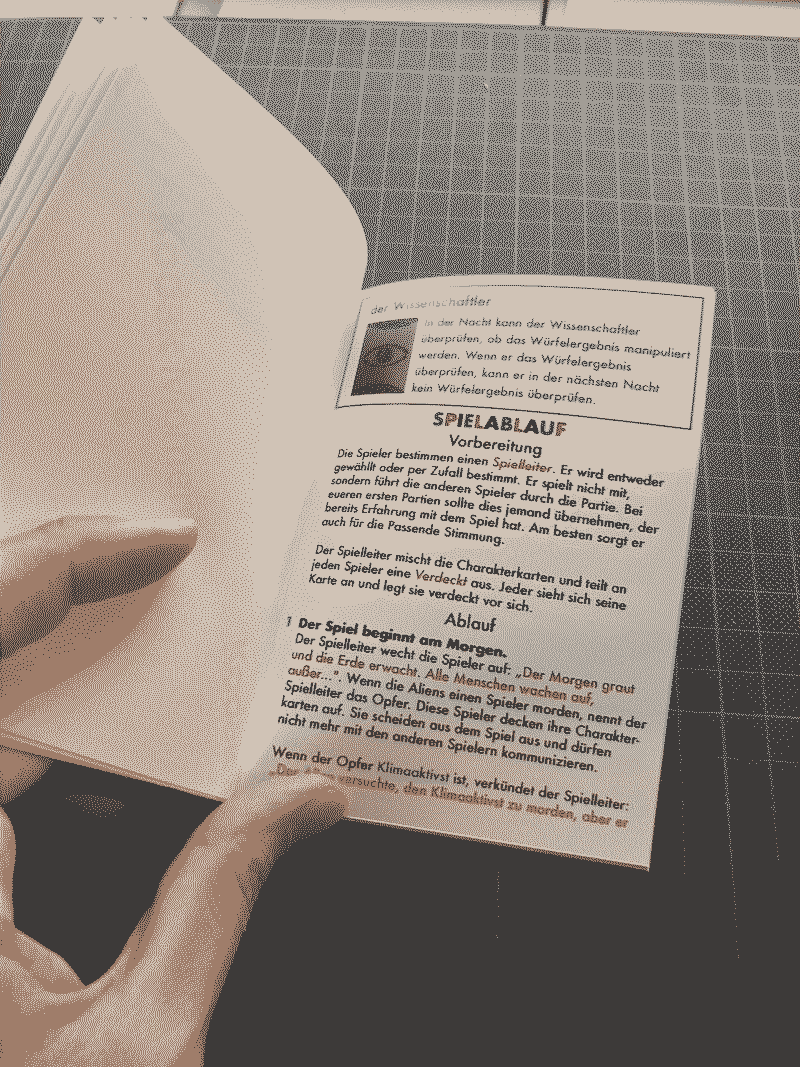 der Wissenschaftler
In der Nacht kann der Wissenschaftler
überprüfen, ob das Würfelergebnis manipuliert
werden. Wenn er das Würfelergebnis
überprüfen, kann er in der nächsten Nacht
kein Würfelergebnis überprüfen.
SPIELABLAUF
Vorbereitung
Die Spieler bestimmen einen Spielleiter. Er wird entweder
gewählt oder per Zufall bestimmt. Er spielt nicht mit,
sondern führt die anderen Spieler durch die Partie. Bei
eueren ersten Partien sollte dies jemand übernehmen, der
bereits Erfahrung mit dem Spiel hat. Am besten sorgt er
auch für die Passende Stimmung.
Der Spielleiter mischt die Charakterkarten und teilt an
jeden Spieler eine Verdeckt aus. Jeder sieht sich seine
Karte an und legt sie verdeckt vor sich.
Ablauf
1 Der Spiel beginnt am Morgen.
Der Spielleiter wecht die Spieler auf: „Der Morgen graut
und die Erde erwacht. Alle Menschen wachen auf,
außer...". Wenn die Aliens einen Spieler morden, nennt der
Spielleiter das Opfer. Diese Spieler decken ihre Charakter-
karten auf. Sie scheiden aus dem Spiel aus und dürfen
nicht mehr mit den anderen Spielern kommunizieren.
Wenn der Opfer Klimaaktivst ist, verkündet der Spielleiter:
„Der Alien versuchte, den Klimaaktivst zu morden, aber er